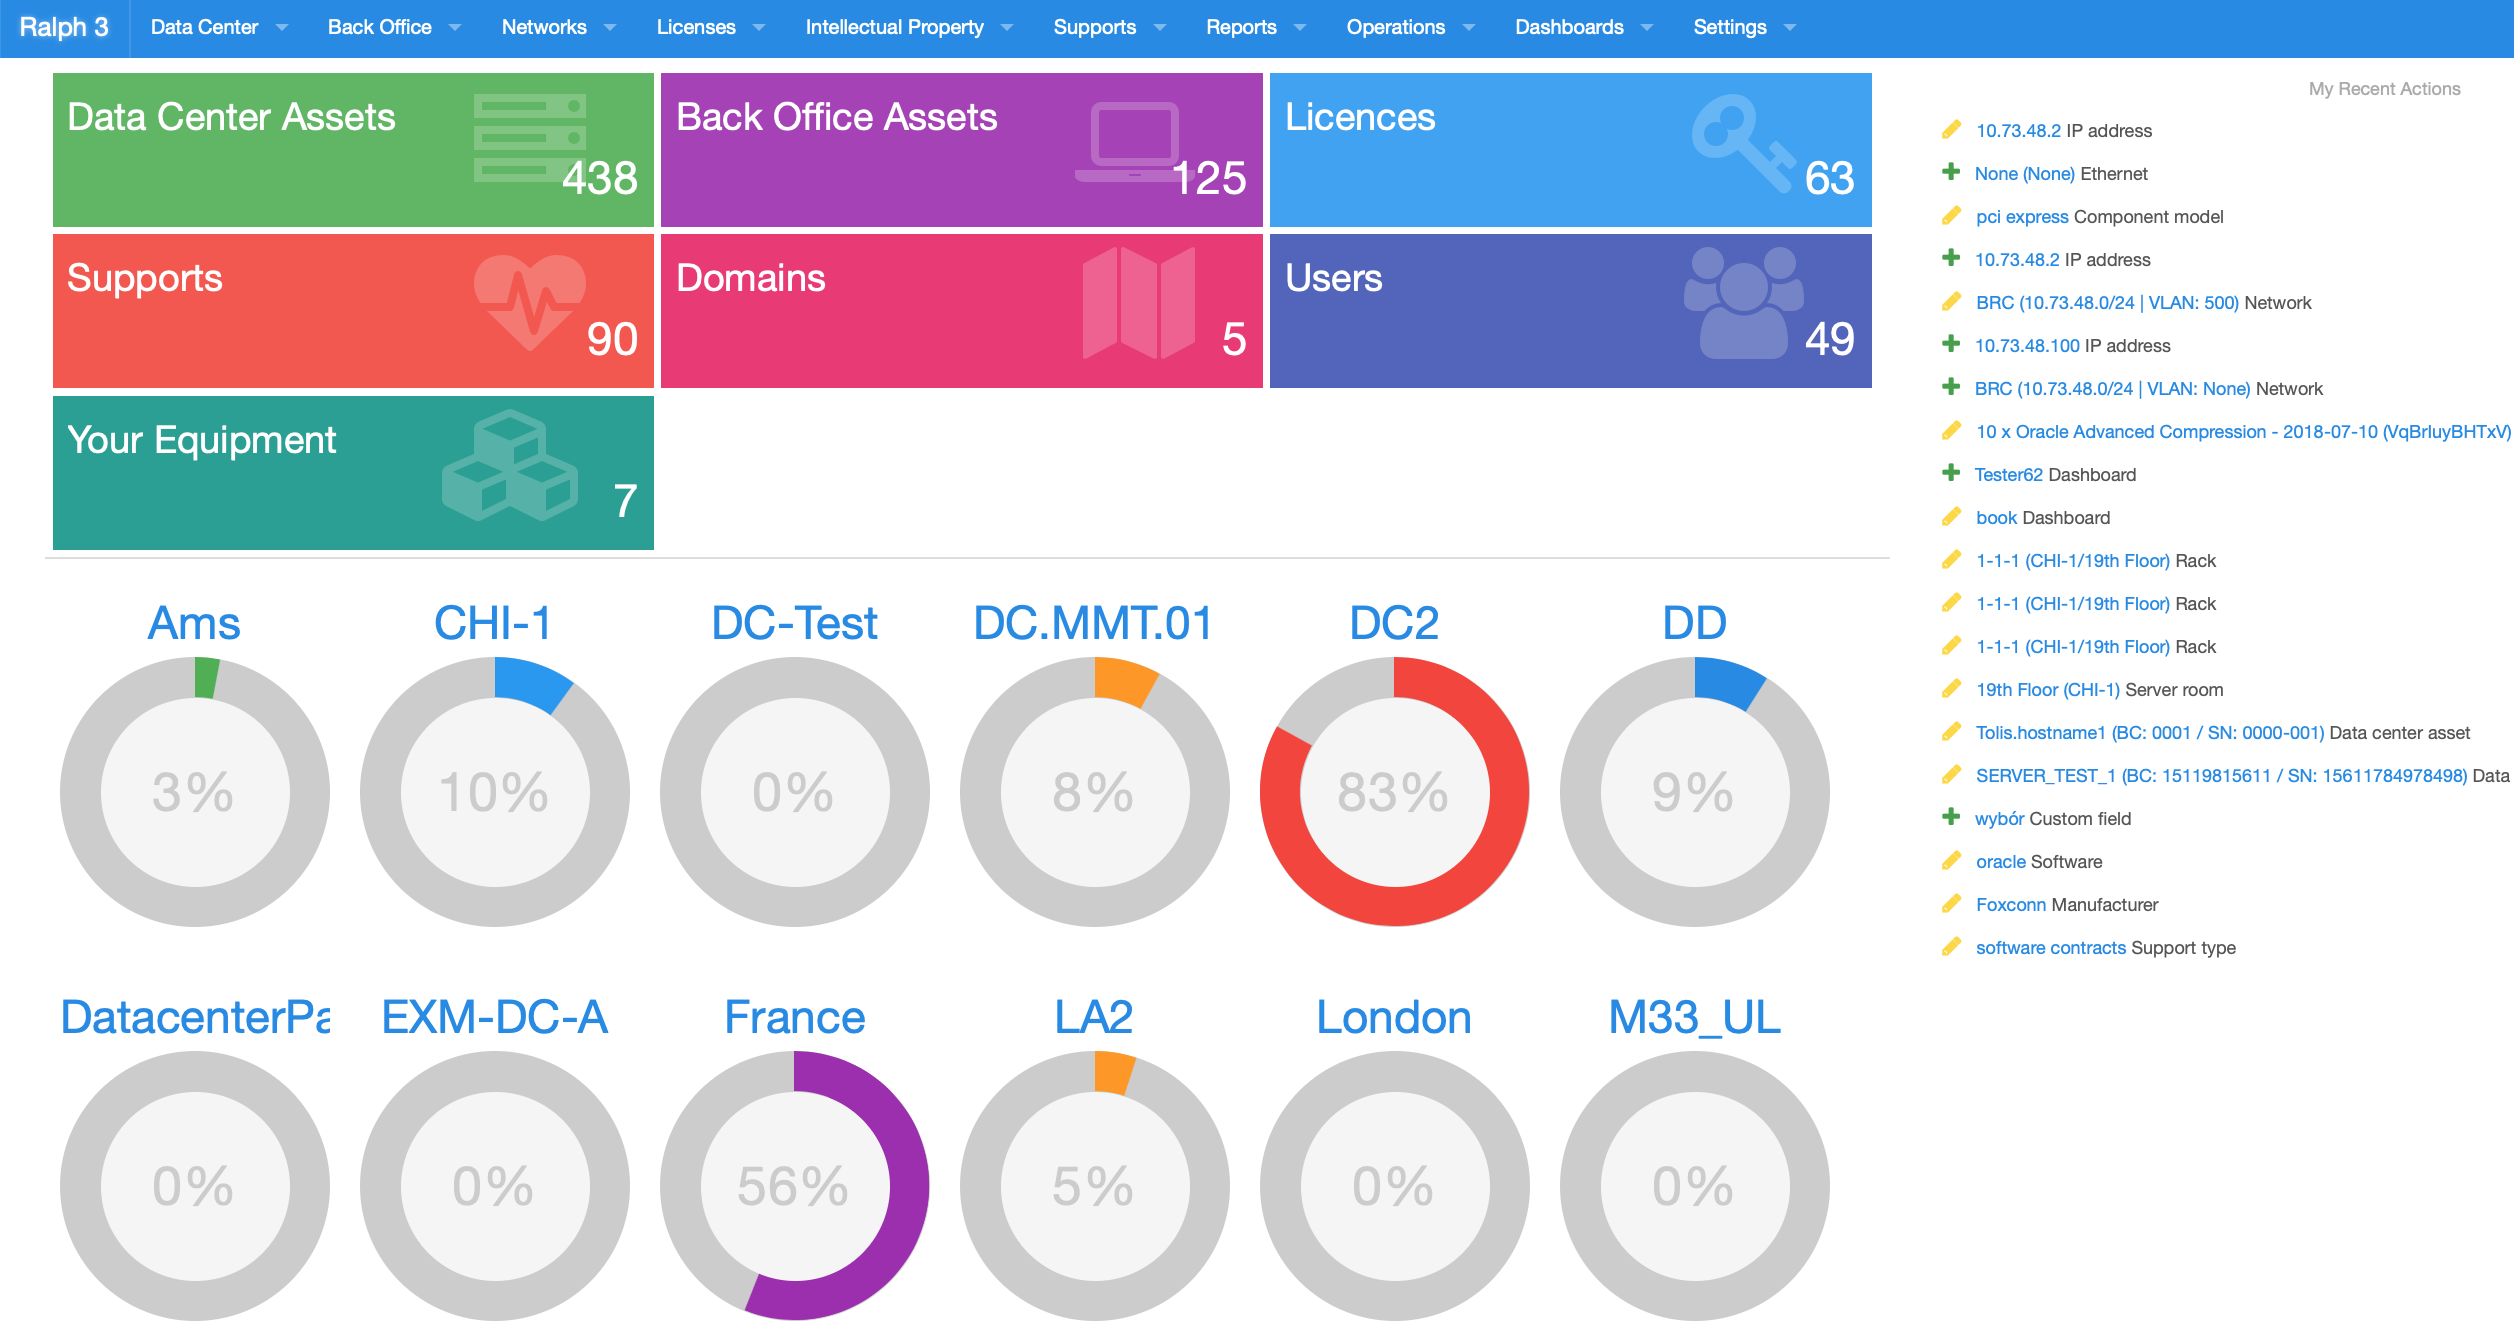 Ralph 3 Data Center Back Office Networks Licenses Intellectual Property Supports Reports Operations Dashboards Settings
Data Center Assets
438
Back Office Assets
125
Licences
63
Supports
90
Domains
5
Users
49
Your Equipment
7
Ams
3%
CHI-1
10%
DC-Test
0%
DC.MMT.01
8%
DC2
83%
DD
9%
DatacenterPa
0%
EXM-DC-A
0%
France
56%
LA2
5%
London
0%
M33_UL
0%
My Recent Actions
10.73.48.2 IP address
None (None) Ethernet
pci express Component model
10.73.48.2 IP address
BRC (10.73.48.0/24 | VLAN: 500) Network
10.73.48.100 IP address
BRC (10.73.48.0/24 | VLAN: None) Network
10 x Oracle Advanced Compression - 2018-07-10 (VqBrIuyBHTxV)
Tester62 Dashboard
book Dashboard
1-1-1 (CHI-1/19th Floor) Rack
1-1-1 (CHI-1/19th Floor) Rack
1-1-1 (CHI-1/19th Floor) Rack
19th Floor (CHI-1) Server room
Tolis.hostname1 (BC: 0001 / SN: 0000-001) Data center asset
SERVER_TEST_1 (BC: 15119815611 / SN: 15611784978498) Data
wybór Custom field
oracle Software
Foxconn Manufacturer
software contracts Support type